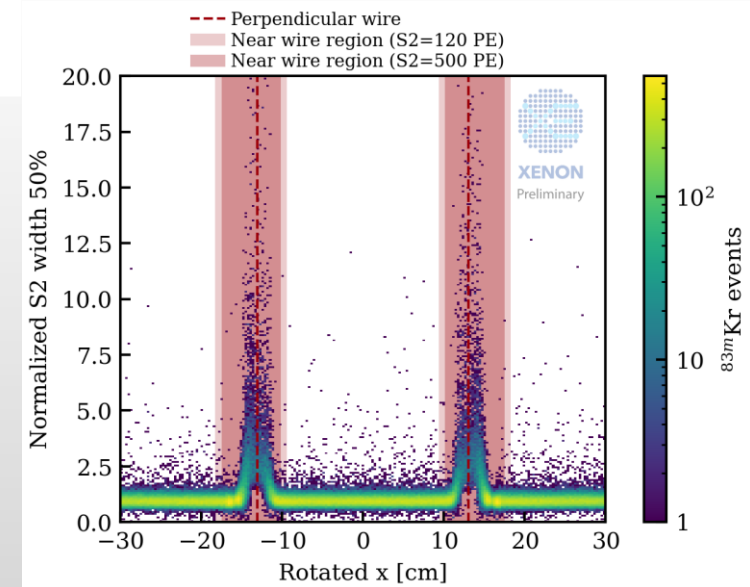 Perpendicular wire
Near wire region (S2=120 PE)
Near wire region (S2=500 PE)
20.0
17.5
15.0
12.5
10.0
7.5
5.0
2.5
0.0
Normalized S2 width 50%
XENON
Preliminary
−30 −20 −10 0 10 20 30
Rotated x [cm]
10²
10
1
⁸³ᵐKr events